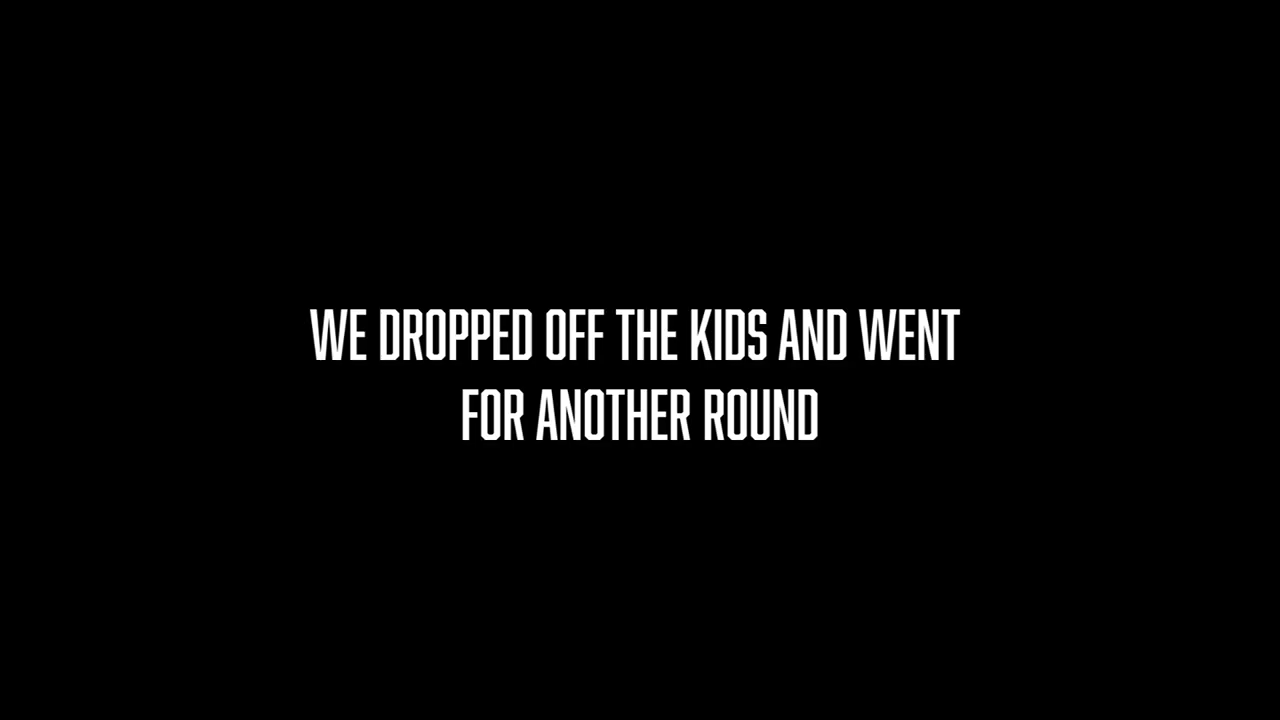 WE DROPPED OFF THE KIDS AND WENT
FOR ANOTHER ROUND